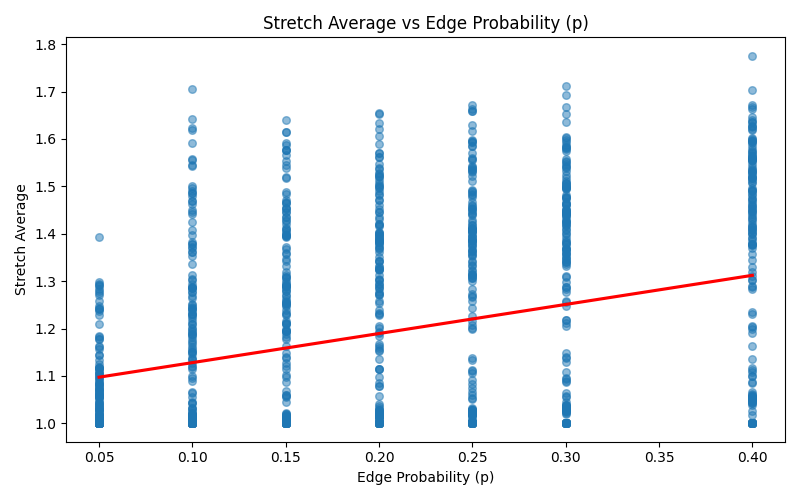 Stretch Average vs Edge Probability (p)
1.8
1.7
1.6
1.5
1.4
1.3
1.2
1.1
1.0
Stretch Average
0.05 0.10 0.15 0.20 0.25 0.30 0.35 0.40
Edge Probability (p)